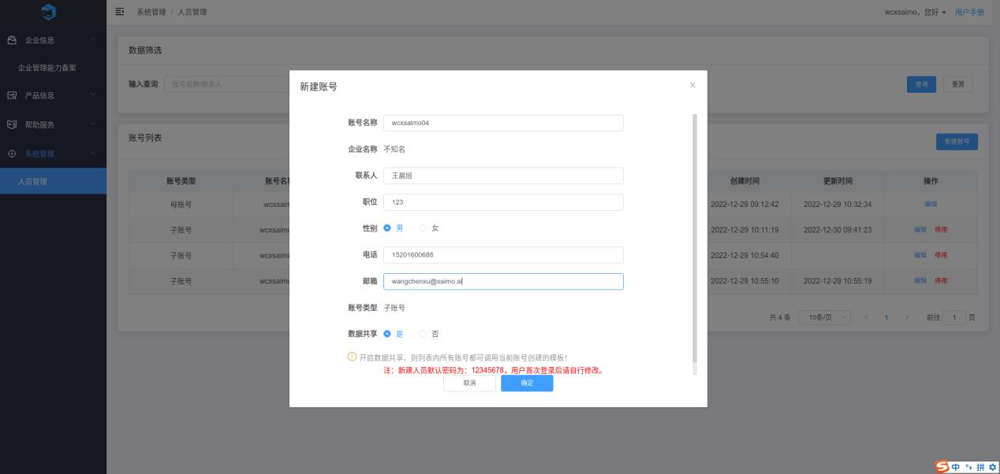 系统管理 / 人员管理
wcxsaimo，您好
用户手册
企业信息
企业管理能力备案
产品信息
帮助服务
系统管理
人员管理
数据筛选
输入查询 账号名称/联系人
查询 重置
账号列表
新建账号
账号类型 账号名 创建时间 更新时间 操作
母账号 wcxsaim 2022-12-29 09:12:42 2022-12-29 10:32:34 编辑
子账号 wcxsaimo 2022-12-29 10:11:19 2022-12-30 09:41:23 编辑 停用
子账号 wcxsaimo 2022-12-29 10:54:40 编辑 停用
子账号 wcxsaimo 2022-12-29 10:55:10 2022-12-29 10:55:19 编辑 停用
共 4 条 10条/页 1 前往 1 页
新建账号
账号名称 wcxsaimo04
企业名称 不知名
联系人 王晨旭
职位 123
性别 男 女
电话 15201600688
邮箱 wangchenxu@saimo.ai
账号类型 子账号
数据共享 是 否
开启数据共享，则列表内所有账号都可调用当前账号创建的模板！
注：新建人员默认密码为：12345678，用户首次登录后请自行修改。
取消 确定
中 拼